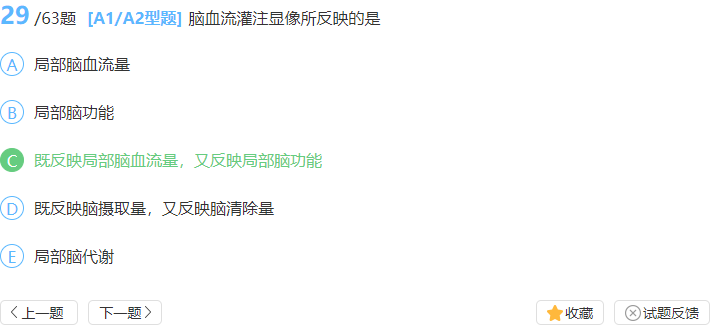 29 /63题 [A1/A2型题] 脑血流灌注显像所反映的是
A 局部脑血流量
B 局部脑功能
C 既反映局部脑血流量，又反映局部脑功能
D 既反映脑摄取量，又反映脑清除量
E 局部脑代谢
上一题 下一题 收藏 试题反馈